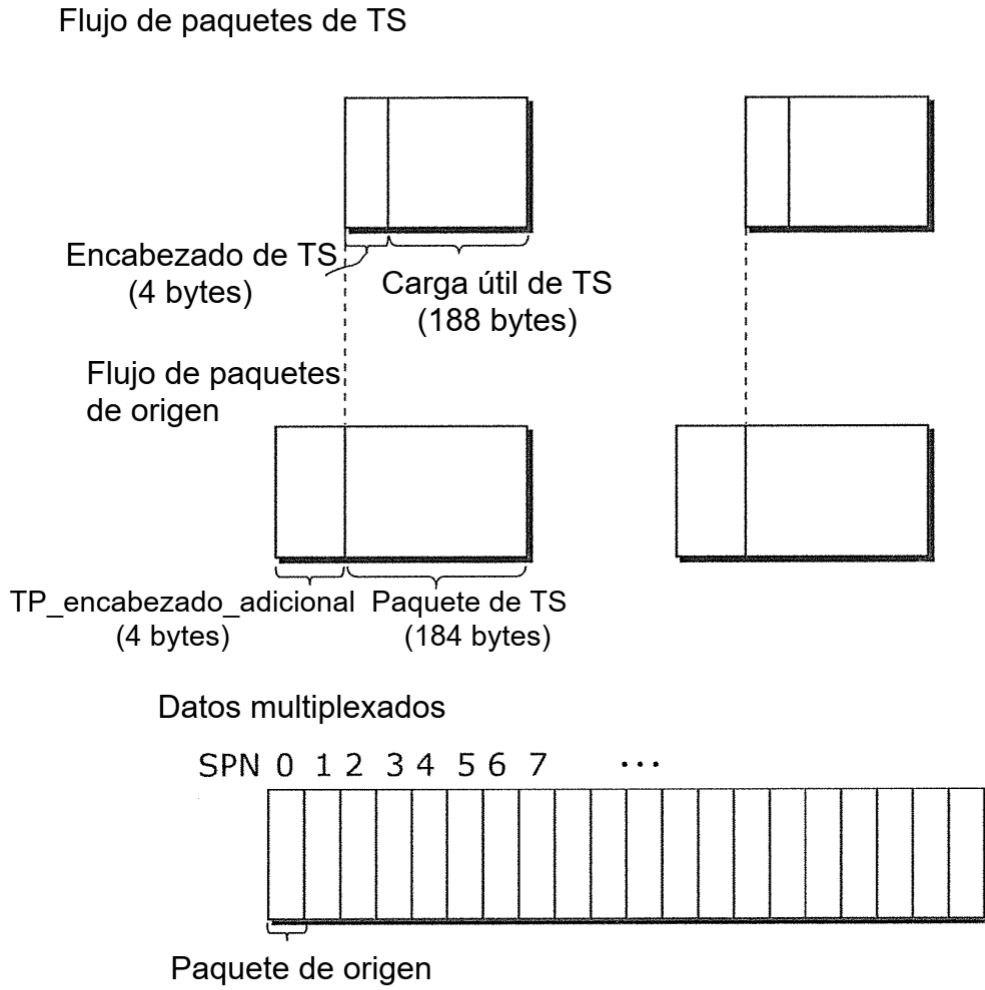 Flujo de paquetes de TS
Encabezado de TS
(4 bytes)
Carga útil de TS
(188 bytes)
Flujo de paquetes
de origen
TP_encabezado_adicional
(4 bytes)
Paquete de TS
(184 bytes)
Datos multiplexados
SPN 0 1 2 3 4 5 6 7 ...
Paquete de origen